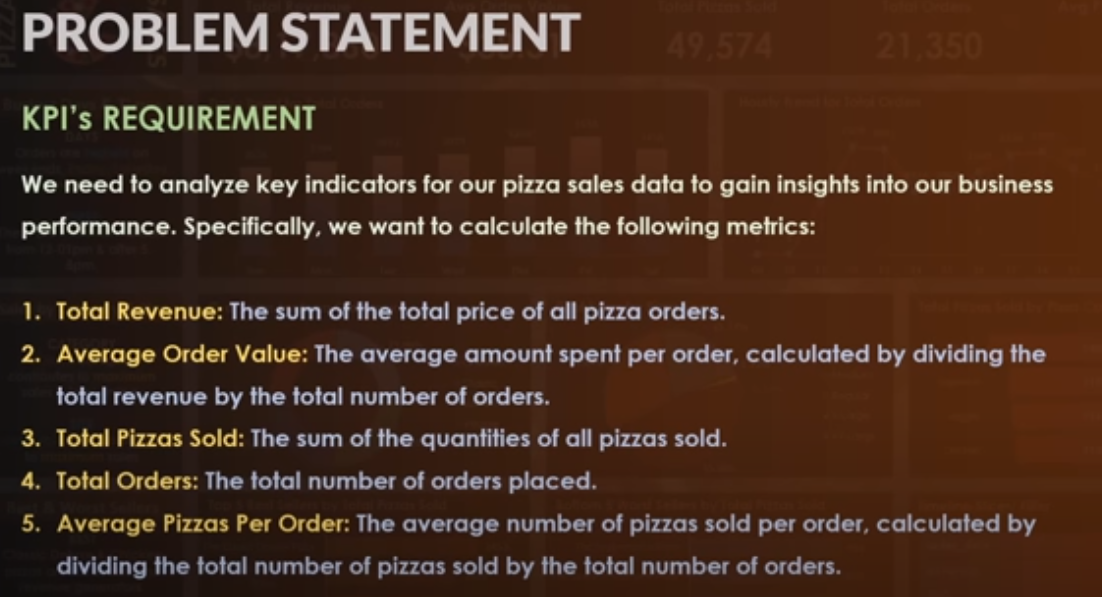 PROBLEM STATEMENT
49,574
21,350
KPI's REQUIREMENT
We need to analyze key indicators for our pizza sales data to gain insights into our business
performance. Specifically, we want to calculate the following metrics:
1. Total Revenue: The sum of the total price of all pizza orders.
2. Average Order Value: The average amount spent per order, calculated by dividing the
total revenue by the total number of orders.
3. Total Pizzas Sold: The sum of the quantities of all pizzas sold.
4. Total Orders: The total number of orders placed.
5. Average Pizzas Per Order: The average number of pizzas sold per order, calculated by
dividing the total number of pizzas sold by the total number of orders.